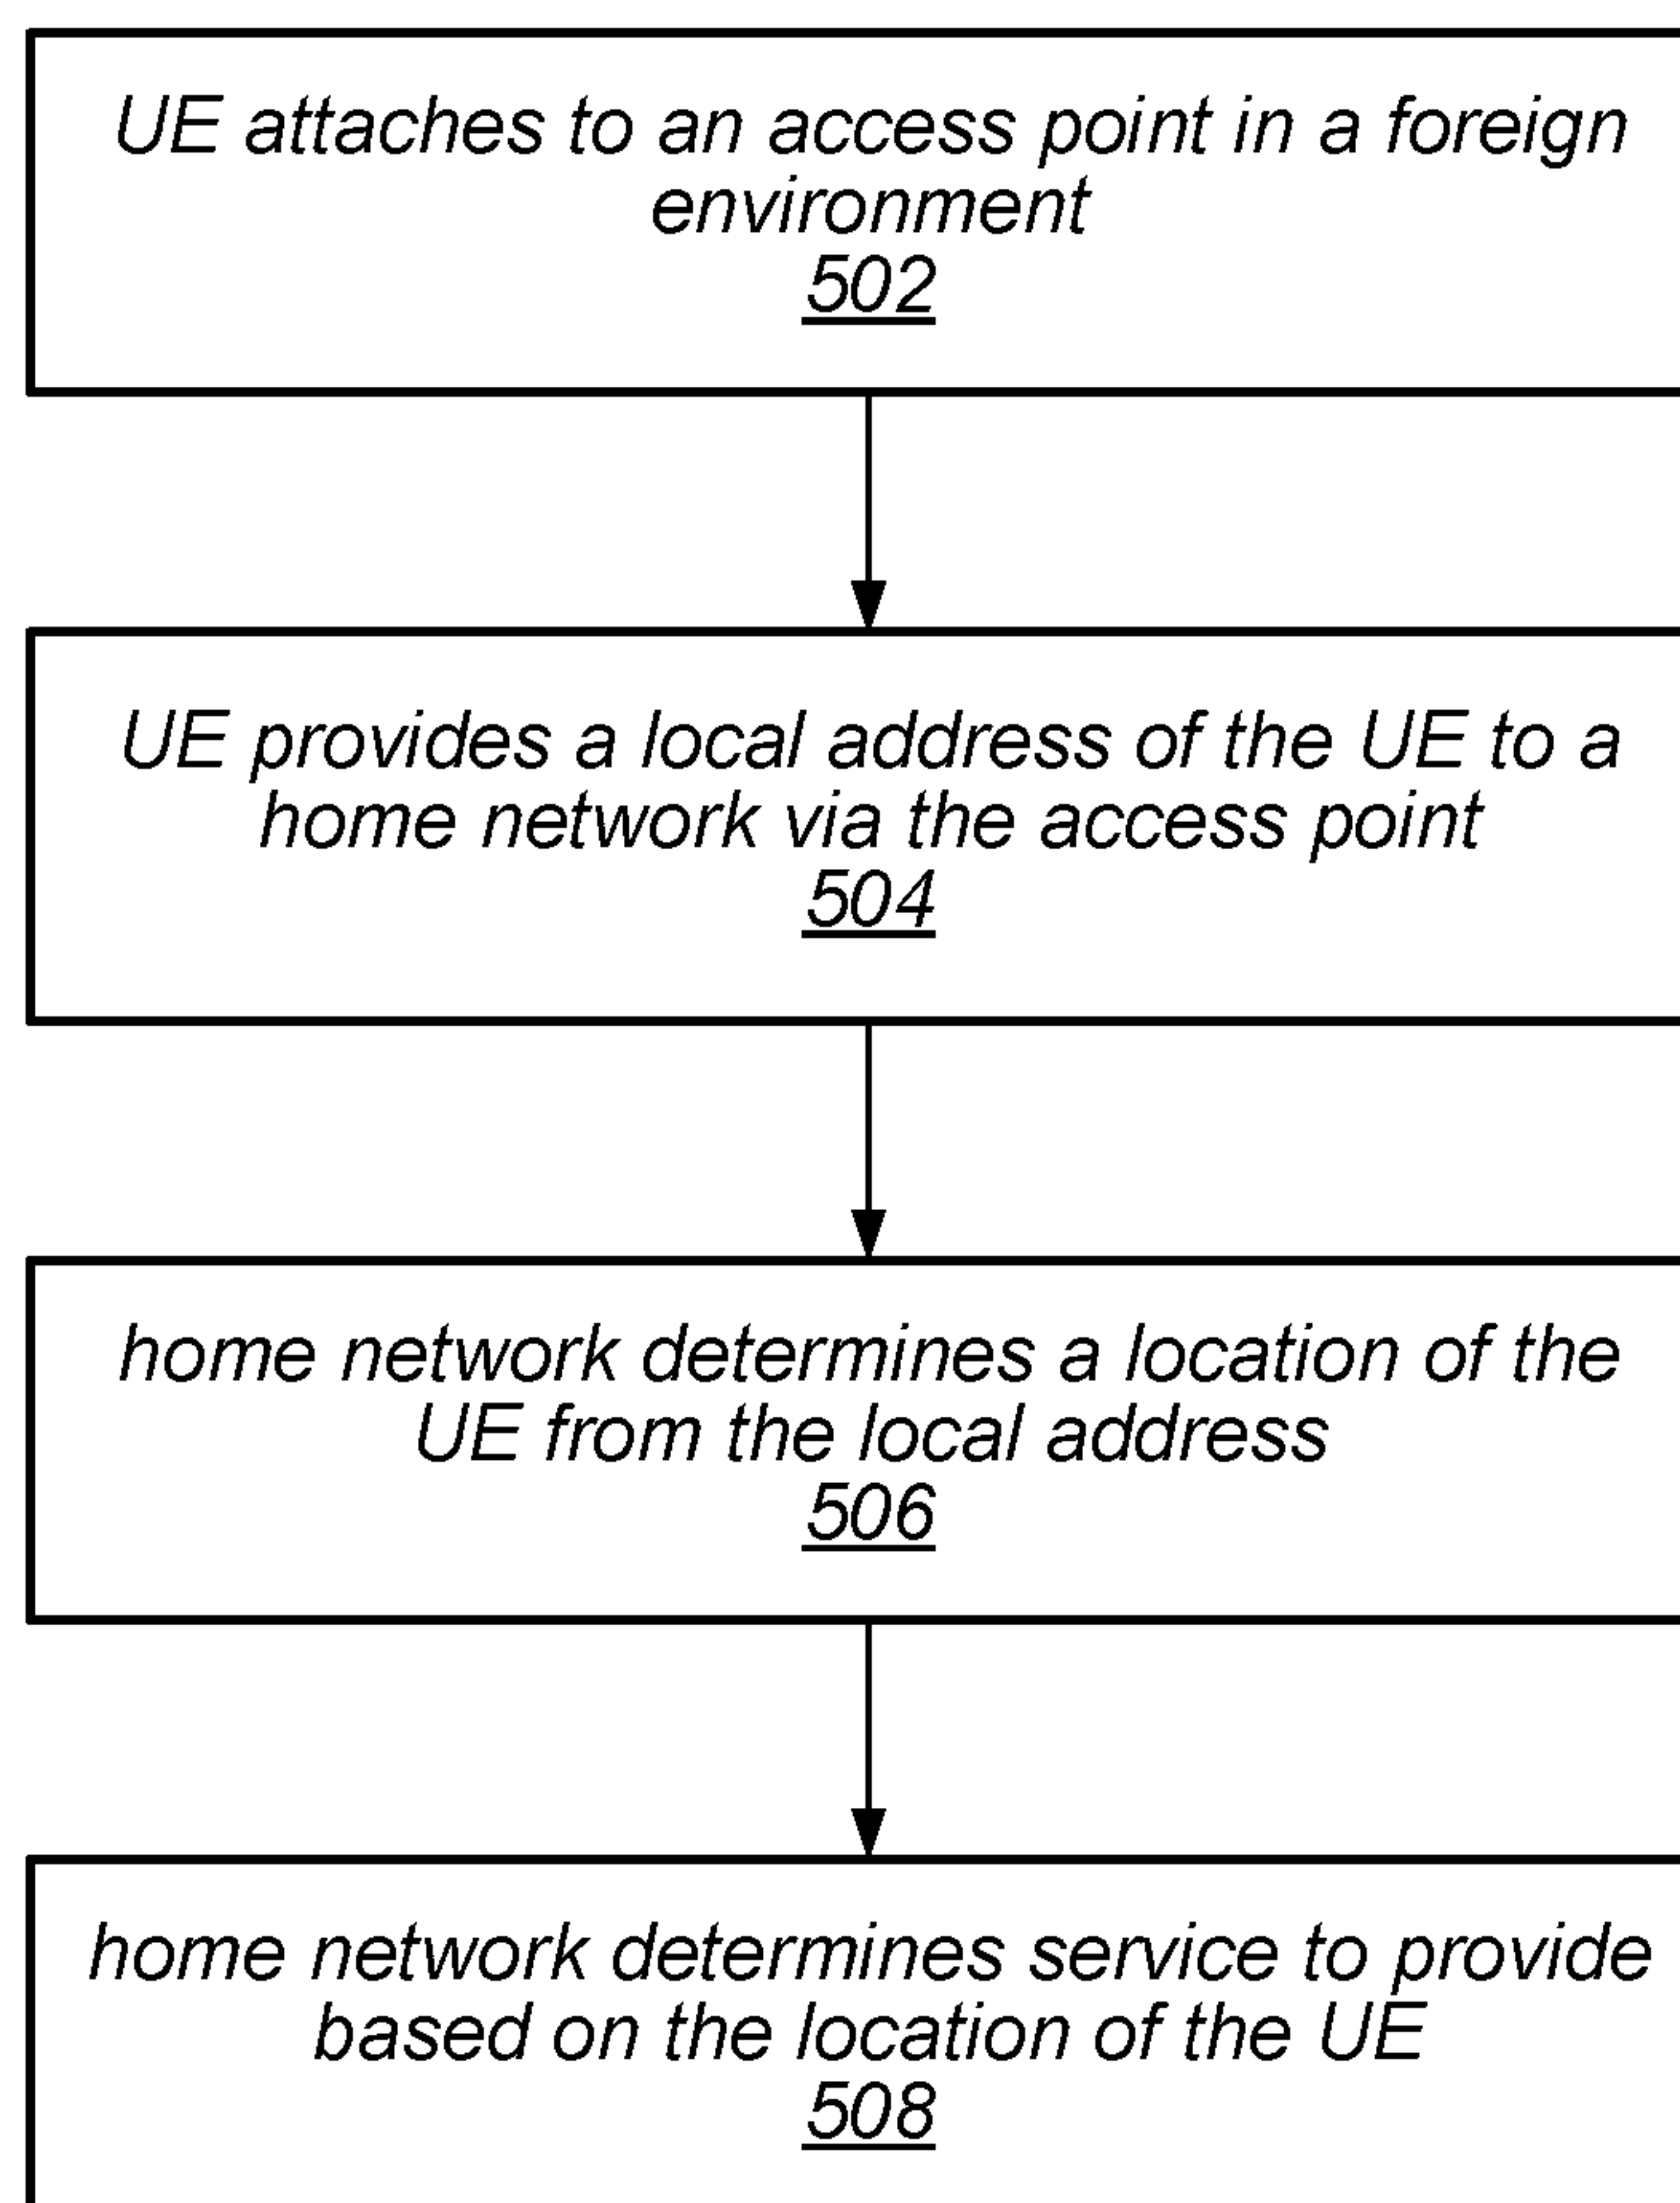 UE attaches to an access point in a foreign
environment
502
UE provides a local address of the UE to a
home network via the access point
504
home network determines a location of the
UE from the local address
506
home network determines service to provide
based on the location of the UE
508